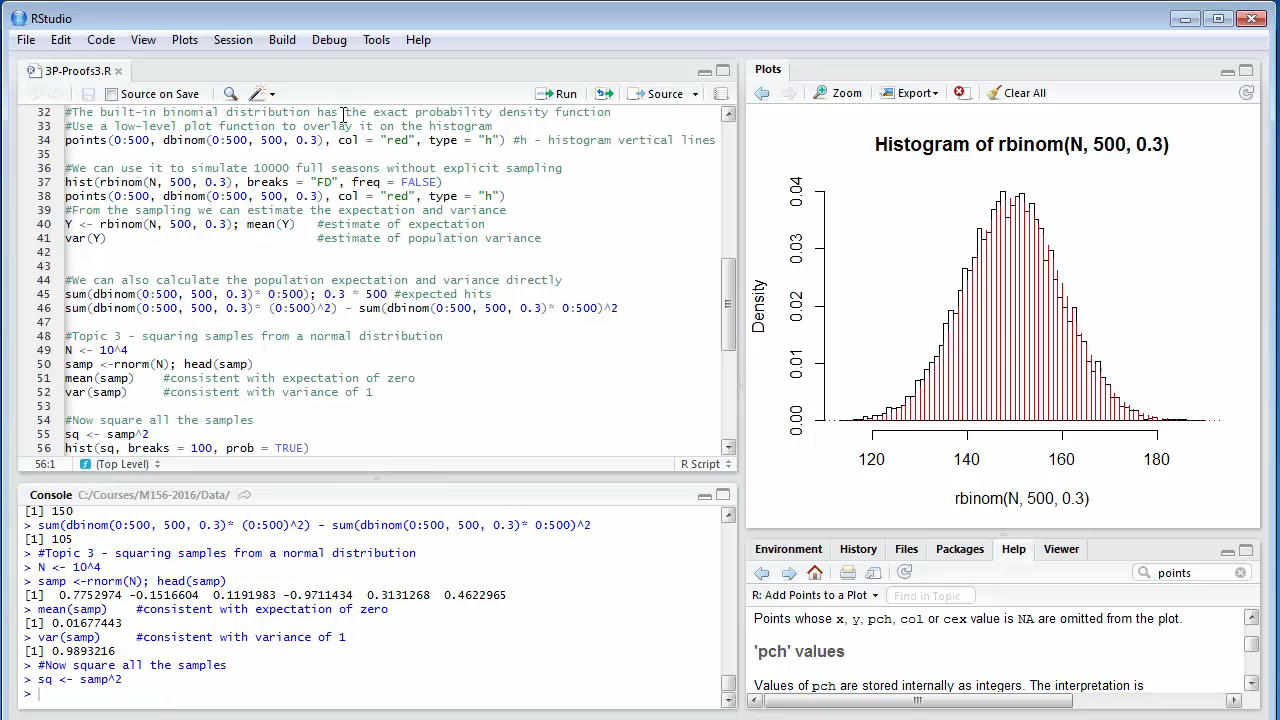 RStudio
File Edit Code View Plots Session Build Debug Tools Help
3P-Proofs3.R
Source on Save Run Source
32 #The built-in binomial distribution has the exact probability density function
33 #Use a low-level plot function to overlay it on the histogram
34 points(0:500, dbinom(0:500, 500, 0.3), col = "red", type = "h") #h - histogram vertical lines
35
36 #We can use it to simulate 10000 full seasons without explicit sampling
37 hist(rbinom(N, 500, 0.3), breaks = "FD", freq = FALSE)
38 points(0:500, dbinom(0:500, 500, 0.3), col = "red", type = "h")
39 #From the sampling we can estimate the expectation and variance
40 Y <- rbinom(N, 500, 0.3); mean(Y) #estimate of expectation
41 var(Y) #estimate of population variance
42
43
44 #We can also calculate the population expectation and variance directly
45 sum(dbinom(0:500, 500, 0.3)* 0:500); 0.3 * 500 #expected hits
46 sum(dbinom(0:500, 500, 0.3)* (0:500)^2) - sum(dbinom(0:500, 500, 0.3)* 0:500)^2
47
48 #Topic 3 - squaring samples from a normal distribution
49 N <- 10^4
50 samp <-rnorm(N); head(samp)
51 mean(samp) #consistent with expectation of zero
52 var(samp) #consistent with variance of 1
53
54 #Now square all the samples
55 sq <- samp^2
56 hist(sq, breaks = 100, prob = TRUE)
56:1 (Top Level) R Script
Console C:/Courses/M156-2016/Data/
[1] 150
> sum(dbinom(0:500, 500, 0.3)* (0:500)^2) - sum(dbinom(0:500, 500, 0.3)* 0:500)^2
[1] 105
> #Topic 3 - squaring samples from a normal distribution
> N <- 10^4
> samp <-rnorm(N); head(samp)
[1] 0.7752974 -0.1516604 0.1191983 -0.9711434 0.3131268 0.4622965
> mean(samp) #consistent with expectation of zero
[1] 0.01677443
> var(samp) #consistent with variance of 1
[1] 0.9893216
> #Now square all the samples
> sq <- samp^2
>
Plots
Zoom Export Clear All
Histogram of rbinom(N, 500, 0.3)
Density
0.04
0.03
0.02
0.01
0.00
120 140 160 180
rbinom(N, 500, 0.3)
Environment History Files Packages Help Viewer
points
R: Add Points to a Plot Find in Topic
Points whose x, y, pch, col or cex value is NA are omitted from the plot.
'pch' values
Values of pch are stored internally as integers. The interpretation is